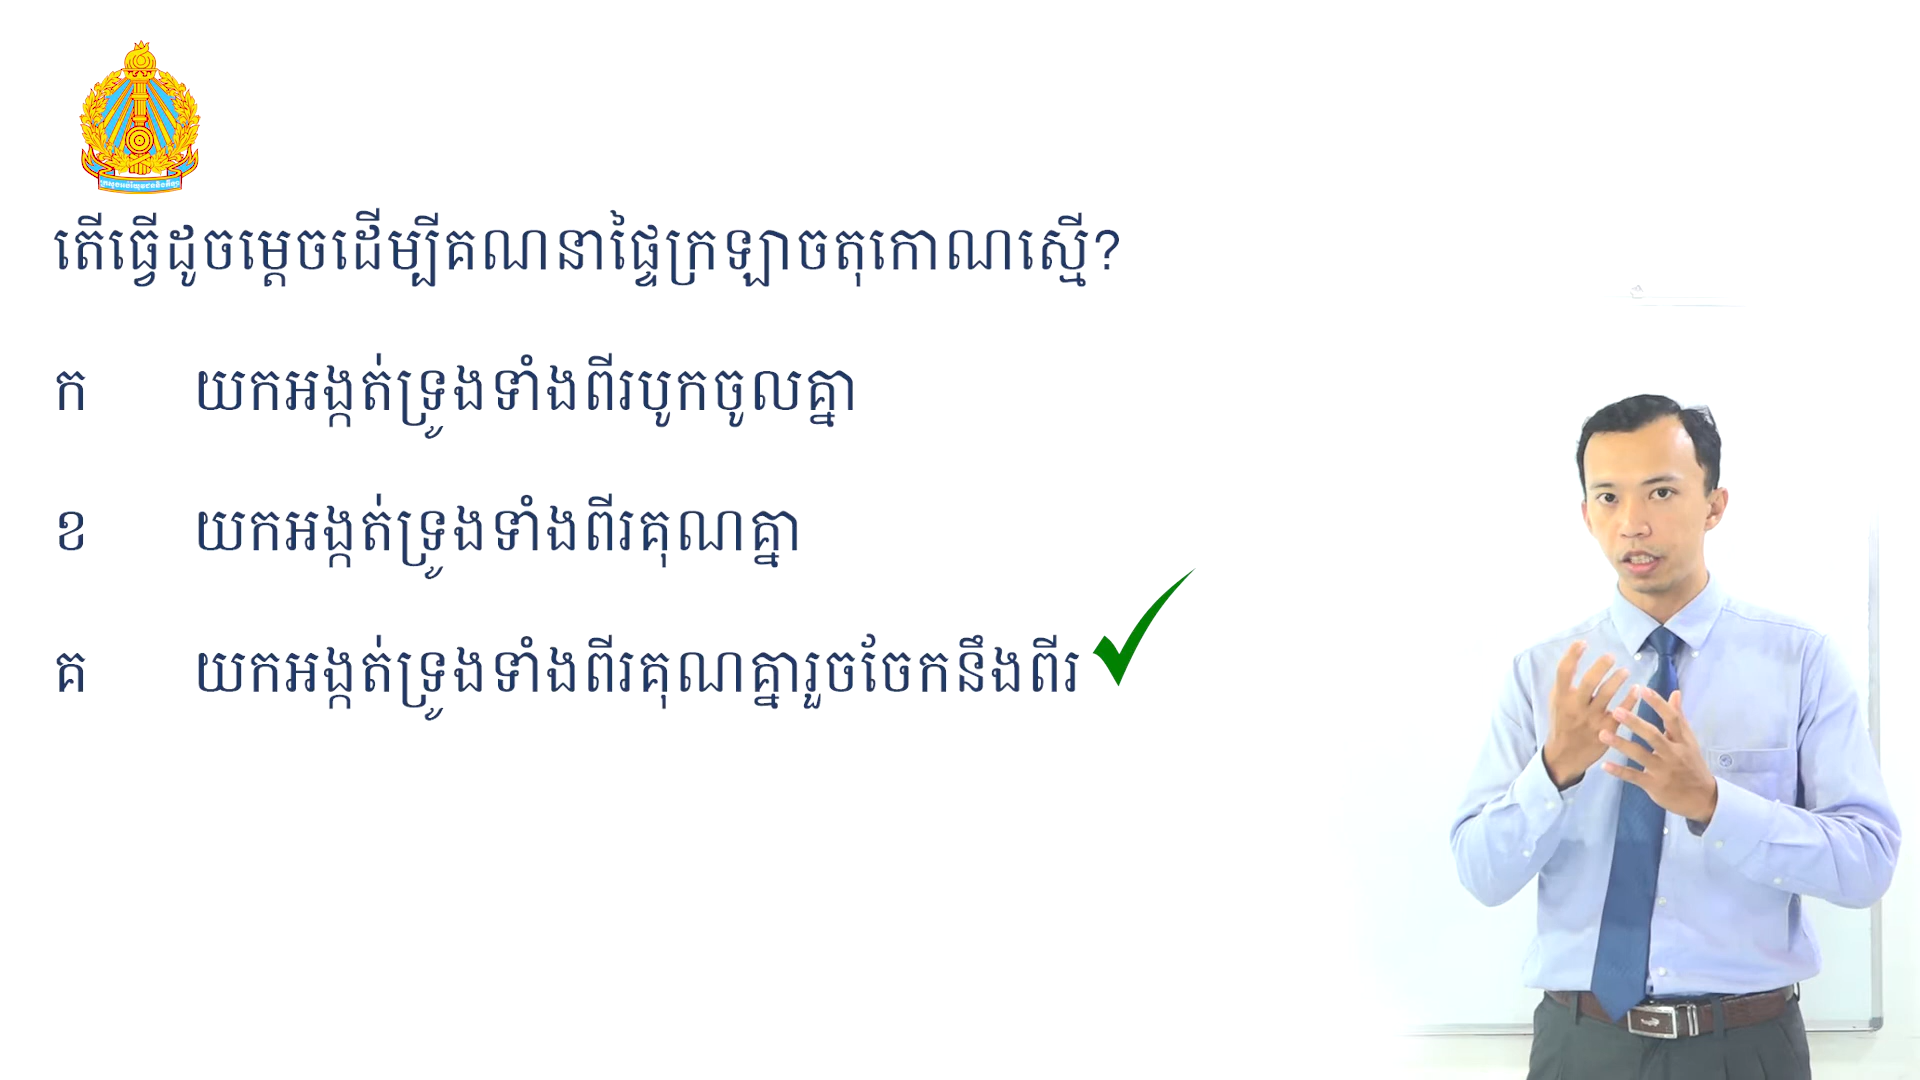 តើធ្វើដូចម្ដេចដើម្បីគណនាផ្ទៃក្រឡាចតុកោណស្មើ?
ក យកអង្កត់ទ្រូងទាំងពីរបូកចូលគ្នា
ខ យកអង្កត់ទ្រូងទាំងពីរគុណគ្នា
គ យកអង្កត់ទ្រូងទាំងពីរគុណគ្នារួចចែកនឹងពីរ